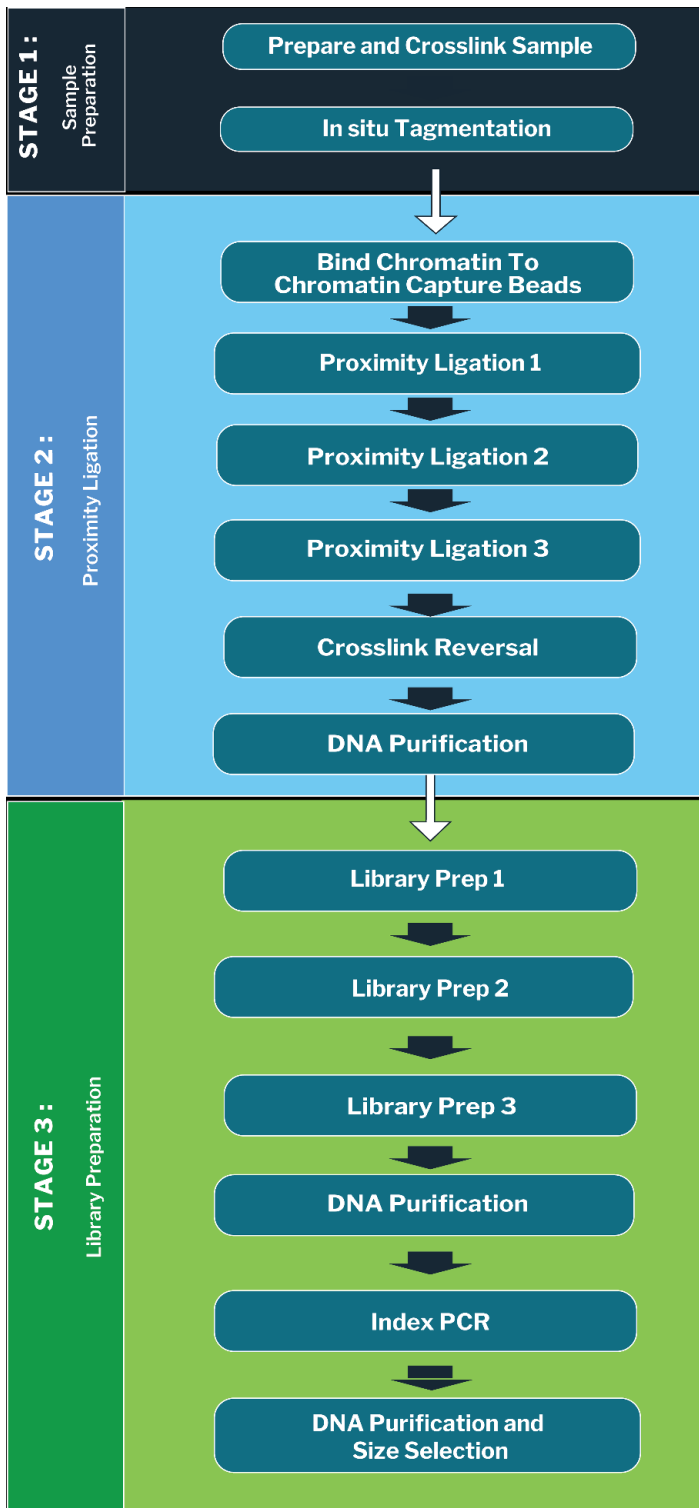 STAGE 1 :
Sample
Preparation
Prepare and Crosslink Sample
In situ Tagmentation
STAGE 2 :
Proximity Ligation
Bind Chromatin To
Chromatin Capture Beads
Proximity Ligation 1
Proximity Ligation 2
Proximity Ligation 3
Crosslink Reversal
DNA Purification
STAGE 3 :
Library Preparation
Library Prep 1
Library Prep 2
Library Prep 3
DNA Purification
Index PCR
DNA Purification and
Size Selection